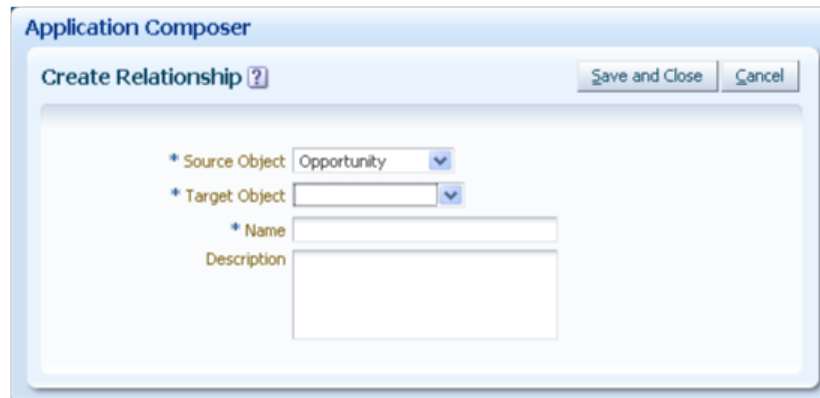 Application Composer
Create Relationship ?
Save and Close
Cancel
* Source Object Opportunity
* Target Object
* Name
Description